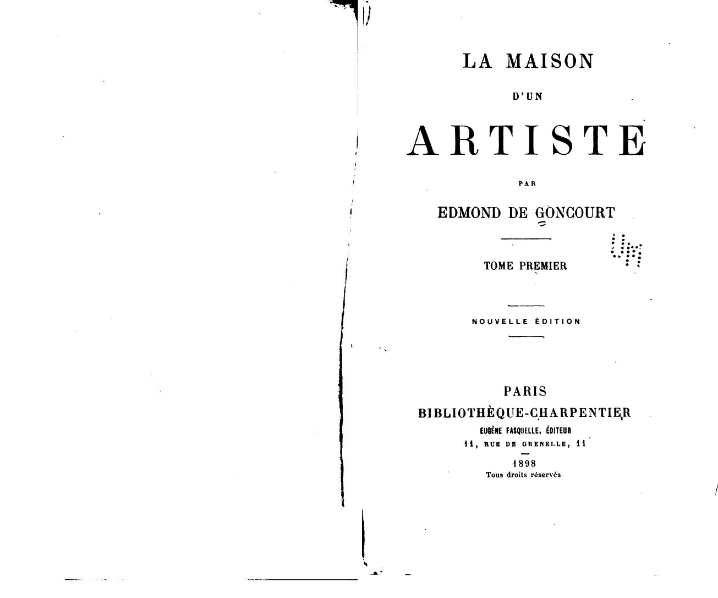 LA MAISON
D'UN
ARTISTE
PAR
EDMOND DE GONCOURT
TOME PREMIER
NOUVELLE ÉDITION
PARIS
BIBLIOTHÈQUE-CHARPENTIER
EUGÈNE FASQUELLE, ÉDITEUR
11, RUE DE GRENELLE, 11
1898
Tous droits réservés.